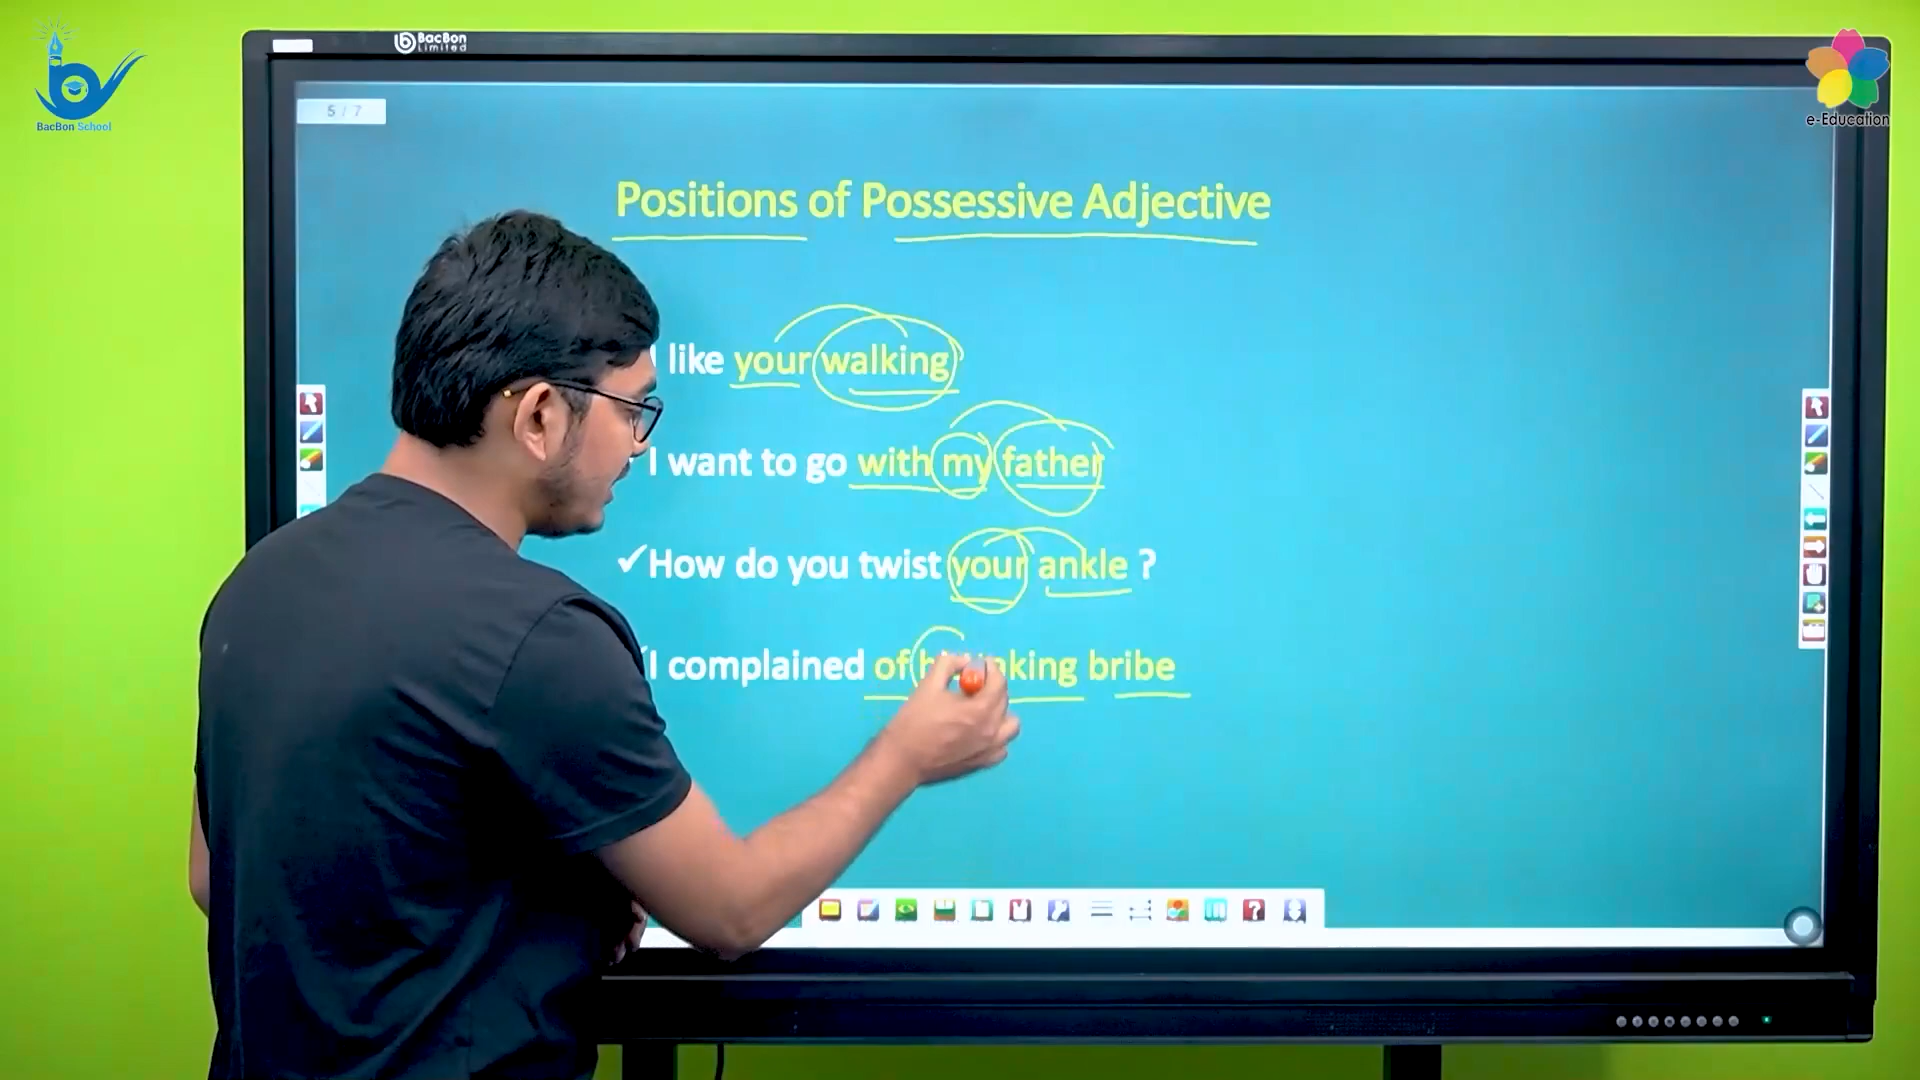 BacBon School
BacBon
Limited
e-Education
5 / 7
Positions of Possessive Adjective
I like your walking
I want to go with my father
✓How do you twist your ankle ?
I complained of bribe